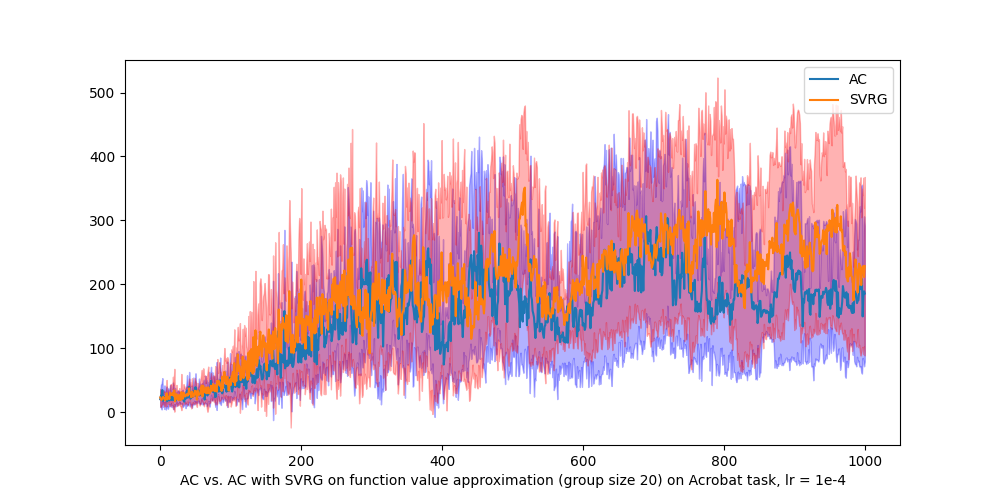 AC
SVRG
500
400
300
200
100
0
0 200 400 600 800 1000
AC vs. AC with SVRG on function value approximation (group size 20) on Acrobat task, lr = 1e-4